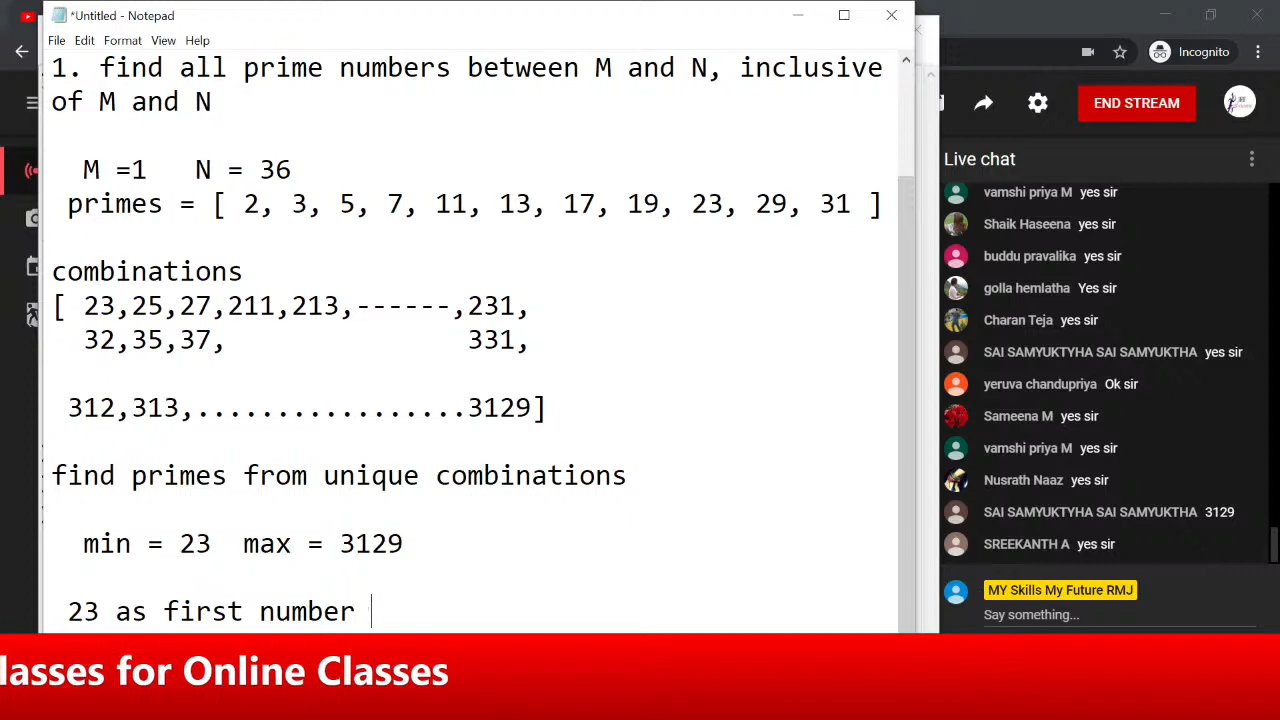 *Untitled - Notepad
File Edit Format View Help
1. find all prime numbers between M and N, inclusive
of M and N
M =1 N = 36
primes = [ 2, 3, 5, 7, 11, 13, 17, 19, 23, 29, 31 ]
combinations
[ 23,25,27,211,213,------,231,
32,35,37, 331,
312,313,.................3129]
find primes from unique combinations
min = 23 max = 3129
23 as first number
Incognito
END STREAM
Live chat
vamshi priya M yes sir
Shaik Haseena yes sir
buddu pravalika yes sir
golla hemlatha Yes sir
Charan Teja yes sir
SAI SAMYUKTYHA SAI SAMYUKTHA yes sir
yeruva chandupriya Ok sir
Sameena M yes sir
vamshi priya M yes sir
Nusrath Naaz yes sir
SAI SAMYUKTYHA SAI SAMYUKTHA 3129
SREEKANTH A yes sir
MY Skills My Future RMJ
Say something...
lasses for Online Classes